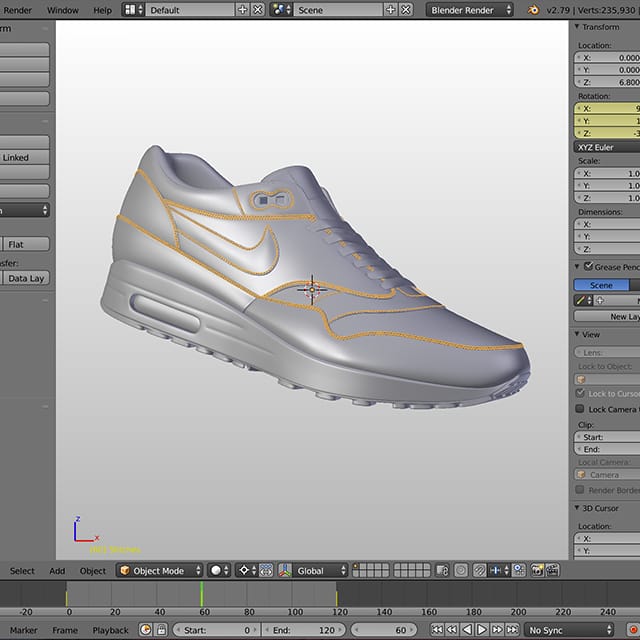 Render Window Help Default Scene Blender Render v2.79 | Verts:235,930
Transform
Location:
X: 0.000
Y: 0.000
Z: 6.800
Rotation:
X: 9
Y: 1
Z: -3
XYZ Euler
Scale:
X: 1.0
Y: 1.0
Z: 1.0
Dimensions:
X:
Y:
Z:
Grease Penc
Scene
New Lay
View
Lens:
Lock to Object:
Lock to Cursor
Lock Camera
Clip:
Start:
End:
Local Camera:
Camera
Render Border
3D Cursor
Location:
X:
Y:
rm
Linked
Flat
sfer:
Data Lay
z
x
Select Add Object Object Mode Global
-20 0 20 40 60 80 100 120 140 160 180 200 220 240
Marker Frame Playback Start: 0 End: 120 60 No Sync